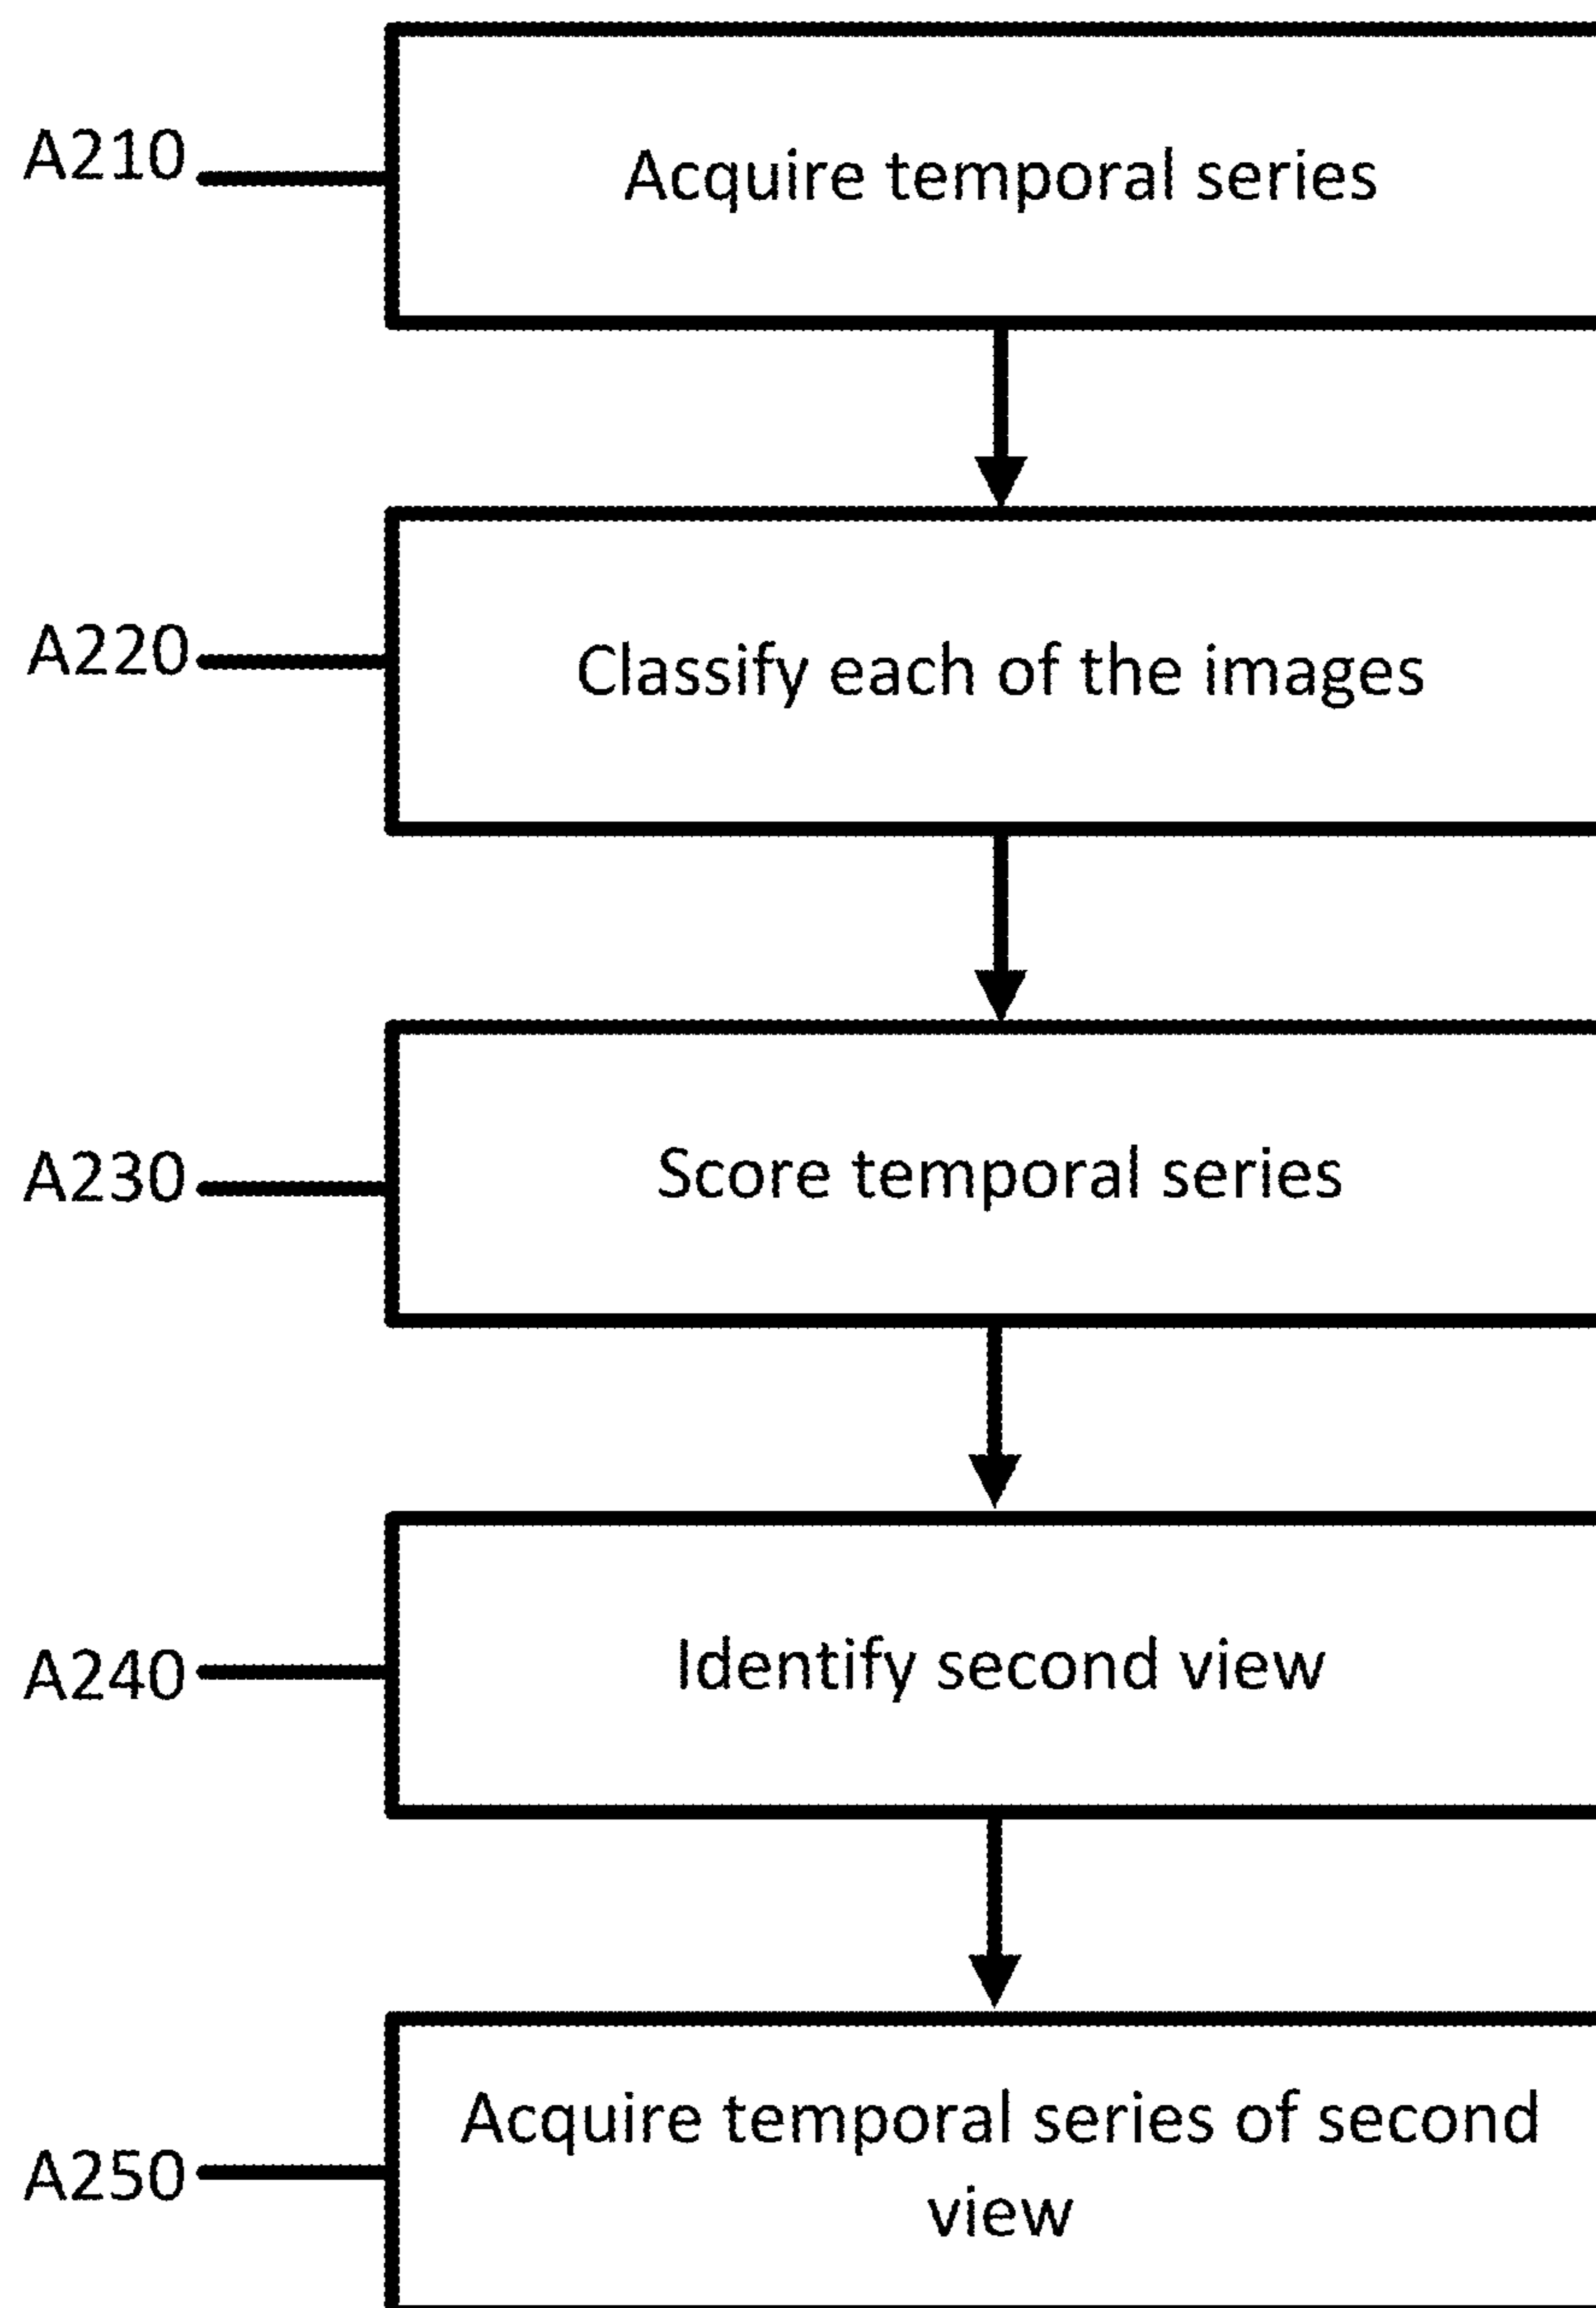 A210
Acquire temporal series
A220
Classify each of the images
A230
Score temporal series
A240
Identify second view
A250
Acquire temporal series of second
view